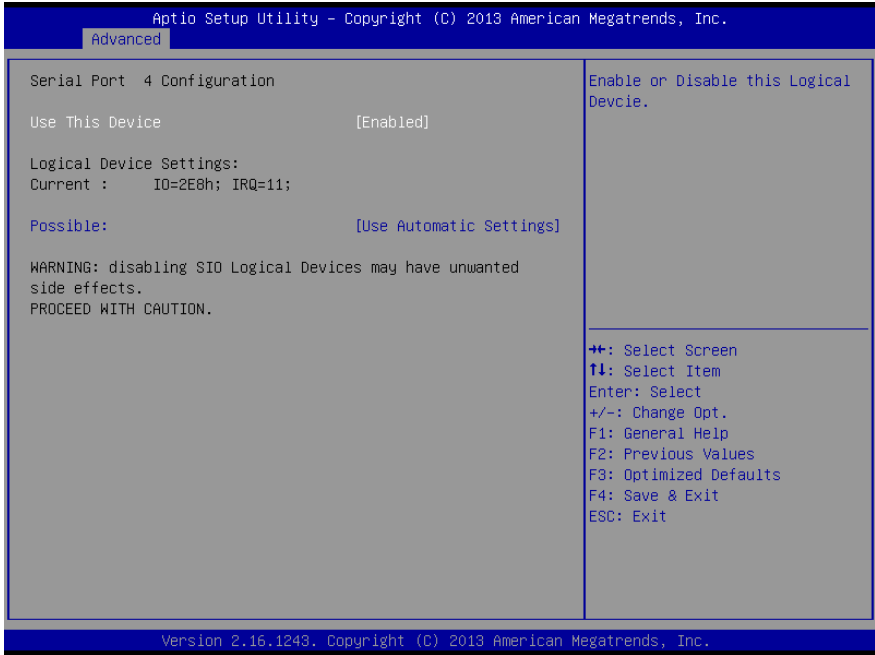 Aptio Setup Utility – Copyright (C) 2013 American Megatrends, Inc.
Advanced
Serial Port  4 Configuration
Use This Device [Enabled]
Logical Device Settings:
Current : IO=2E8h; IRQ=11;
Possible: [Use Automatic Settings]
WARNING: disabling SIO Logical Devices may have unwanted
side effects.
PROCEED WITH CAUTION.
Enable or Disable this Logical
Devcie.
→←: Select Screen
↑↓: Select Item
Enter: Select
+/-: Change Opt.
F1: General Help
F2: Previous Values
F3: Optimized Defaults
F4: Save & Exit
ESC: Exit
Version 2.16.1243. Copyright (C) 2013 American Megatrends, Inc.